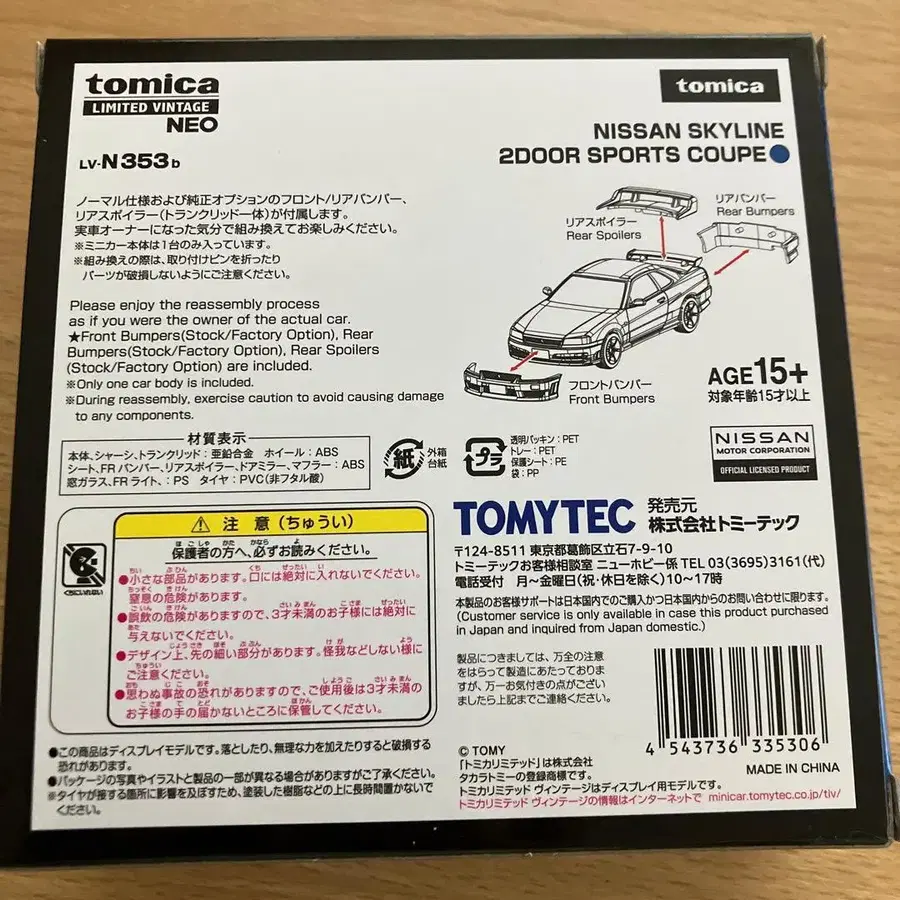 tomica
LIMITED VINTAGE
NEO
tomica
NISSAN SKYLINE
2DOOR SPORTS COUPE
LV-N353b
ノーマル仕様および純正オプションのフロント/リアバンパー、
リアスポイラー(トランクリッド一体)が付属します。
実車オーナーになった気分で組み換えてお楽しみください。
※ミニカー本体は1台のみ入っています。
※組み換えの際は、取り付けピンを折ったり
パーツが破損しないようにご注意ください。
リアスポイラー
Rear Spoilers
リアバンパー
Rear Bumpers
フロントバンパー
Front Bumpers
Please enjoy the reassembly process
as if you were the owner of the actual car.
★Front Bumpers(Stock/Factory Option), Rear
Bumpers(Stock/Factory Option), Rear Spoilers
(Stock/Factory Option) are included.
※Only one car body is included.
※During reassembly, exercise caution to avoid causing damage
to any components.
AGE15+
対象年齢15才以上
材質表示
本体、シャーシ、トランクリッド:亜鉛合金 ホイール:ABS
シート、FRバンパー、リアスポイラー、ドアミラー、マフラー:ABS
窓ガラス、FRライト、:PS タイヤ:PVC(非フタル酸)
紙
外箱
台紙
プラ
透明パッキン:PET
トレー:PET
保護シート:PE
袋:PP
NISSAN
MOTOR CORPORATION
OFFICIAL LICENSED PRODUCT
くちにいれない
注意(ちゅうい)
保護者の方へ、必ずお読みください。
●小さな部品があります。口には絶対に入れないでください。
窒息の危険があります。
●誤飲の危険がありますので、3才未満のお子様には絶対に
与えないでください。
●デザイン上、先の細い部分があります。怪我などしない様に
ご注意ください。
●思わぬ事故の恐れがありますので、ご使用後は3才未満の
お子様の手の届かないところに保管してください。
●この商品はディスプレイモデルです。落としたり、無理な力を加えたりすると破損する
恐れがあります。
●パッケージの写真やイラストと製品の一部が異なる場合がありますがご了承ください。
※タイヤが接する箇所に影響を及ぼすため、塗装した樹脂などの上に長時間置かないで
ください。
TOMYTEC
発売元
株式会社トミーテック
〒124-8511 東京都葛飾区立石7-9-10
トミーテックお客様相談室 ニューホビー係 TEL 03(3695)3161(代)
電話受付 月～金曜日(祝・休日を除く)10～17時
本製品のお客様サポートは日本国内でのご購入かつ日本国内からのお問い合わせに限ります。
(Customer service is only available in case this product purchased
in Japan and inquired from Japan domestic.)
製品につきましては、万全の注意
をはらって製造にあたっております
が、万一お気付きの点がござい
ましたら上記までご連絡ください。
4 543736 335306
© TOMY
「トミカリミテッド」は株式会社
タカラトミーの登録商標です。
トミカリミテッド ヴィンテージはディスプレイ用モデルです。
トミカリミテッド ヴィンテージの情報はインターネットで minicar.tomytec.co.jp/tlv/
MADE IN CHINA